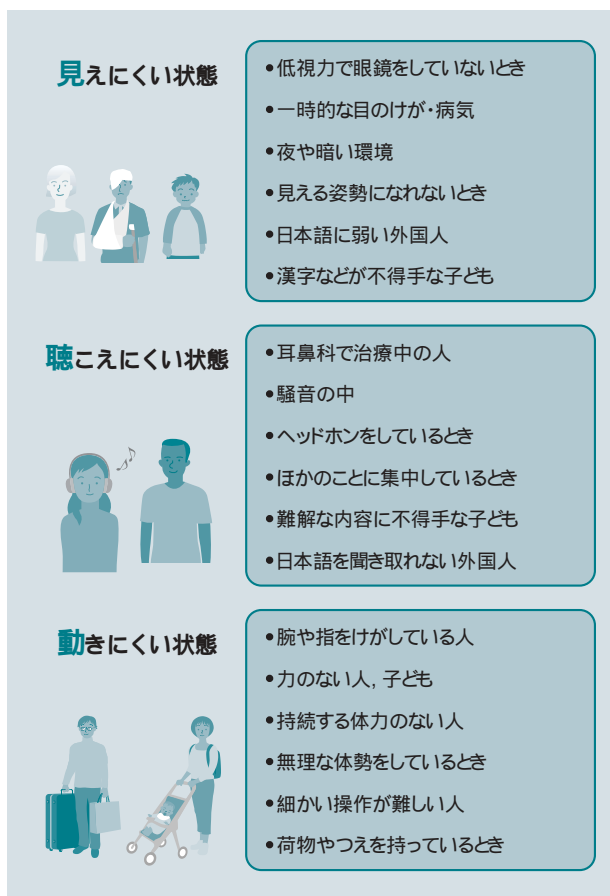 見えにくい状態
•低視力で眼鏡をしていないとき
•一時的な目のけが・病気
•夜や暗い環境
•見える姿勢になれないとき
•日本語に弱い外国人
•漢字などが不得手な子ども
聴こえにくい状態
•耳鼻科で治療中の人
•騒音の中
•ヘッドホンをしているとき
•ほかのことに集中しているとき
•難解な内容に不得手な子ども
•日本語を聞き取れない外国人
動きにくい状態
•腕や指をけがしている人
•力のない人,子ども
•持続する体力のない人
•無理な体勢をしているとき
•細かい操作が難しい人
•荷物やつえを持っているとき